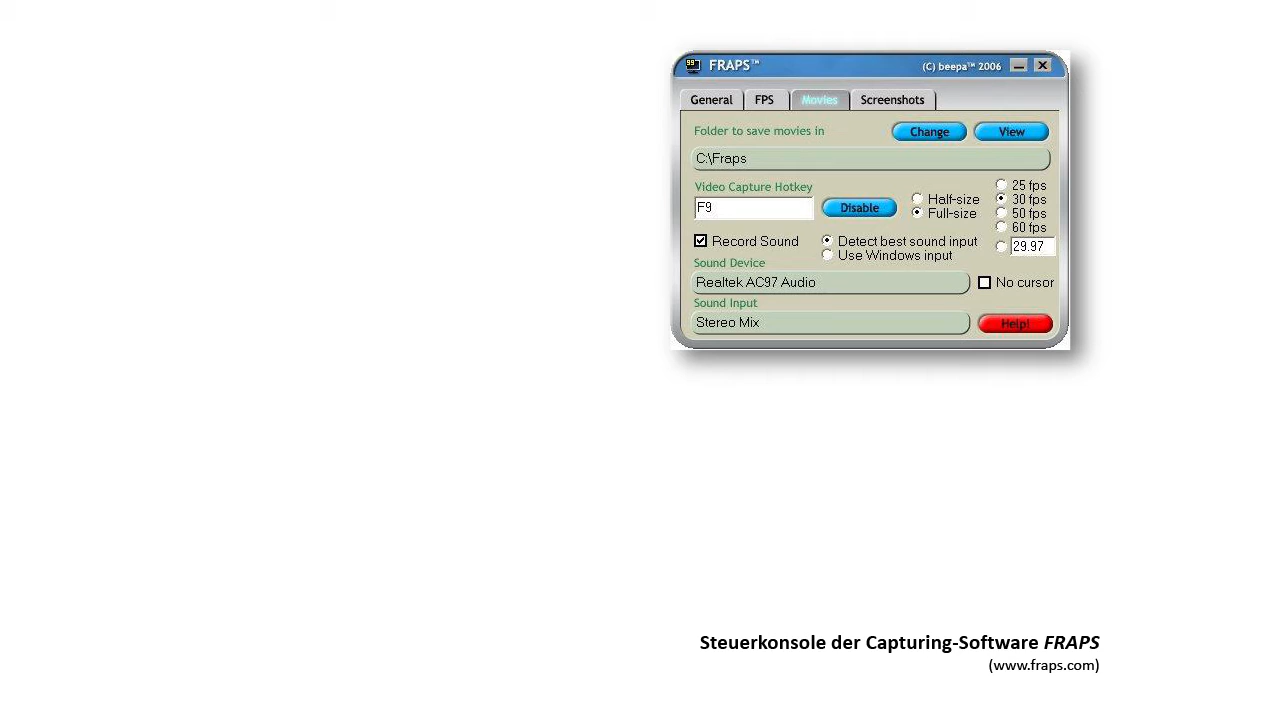 FRAPS™ (C) beepa™ 2006
General FPS Movies Screenshots
Folder to save movies in Change View
C:\Fraps
Video Capture Hotkey
F9 Disable
Half-size
Full-size
25 fps
30 fps
50 fps
60 fps
29.97
Record Sound
Detect best sound input
Use Windows input
Sound Device
Realtek AC97 Audio No cursor
Sound Input
Stereo Mix Help!
Steuerkonsole der Capturing-Software FRAPS
(www.fraps.com)